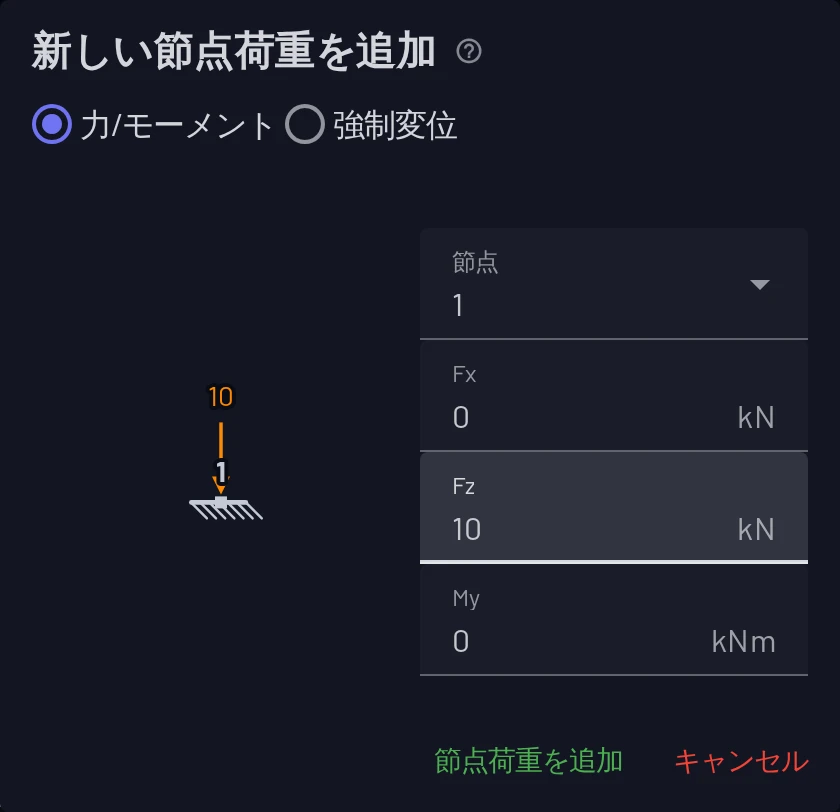 新しい節点荷重を追加
力/モーメント 強制変位
節点
1
Fx
0 kN
10
Fz
1
10 kN
My
0 kNm
節点荷重を追加 キャンセル